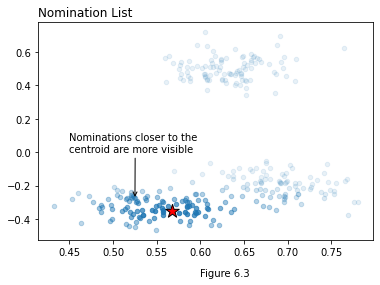 Nomination List
0.6
0.4
0.2
0.0
−0.2
−0.4
Nominations closer to the
centroid are more visible
0.45 0.50 0.55 0.60 0.65 0.70 0.75
Figure 6.3